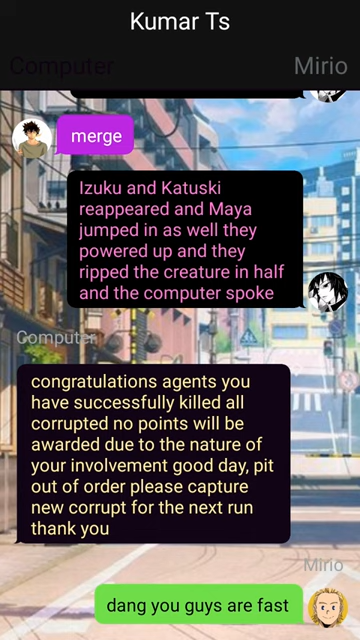 Kumar Ts
Computer
Mirio
merge
Izuku and Katuski
reappeared and Maya
jumped in as well they
powered up and they
ripped the creature in half
and the computer spoke
Computer
congratulations agents you
have successfully killed all
corrupted no points will be
awarded due to the nature of
your involvement good day, pit
out of order please capture
new corrupt for the next run
thank you
Mirio
dang you guys are fast